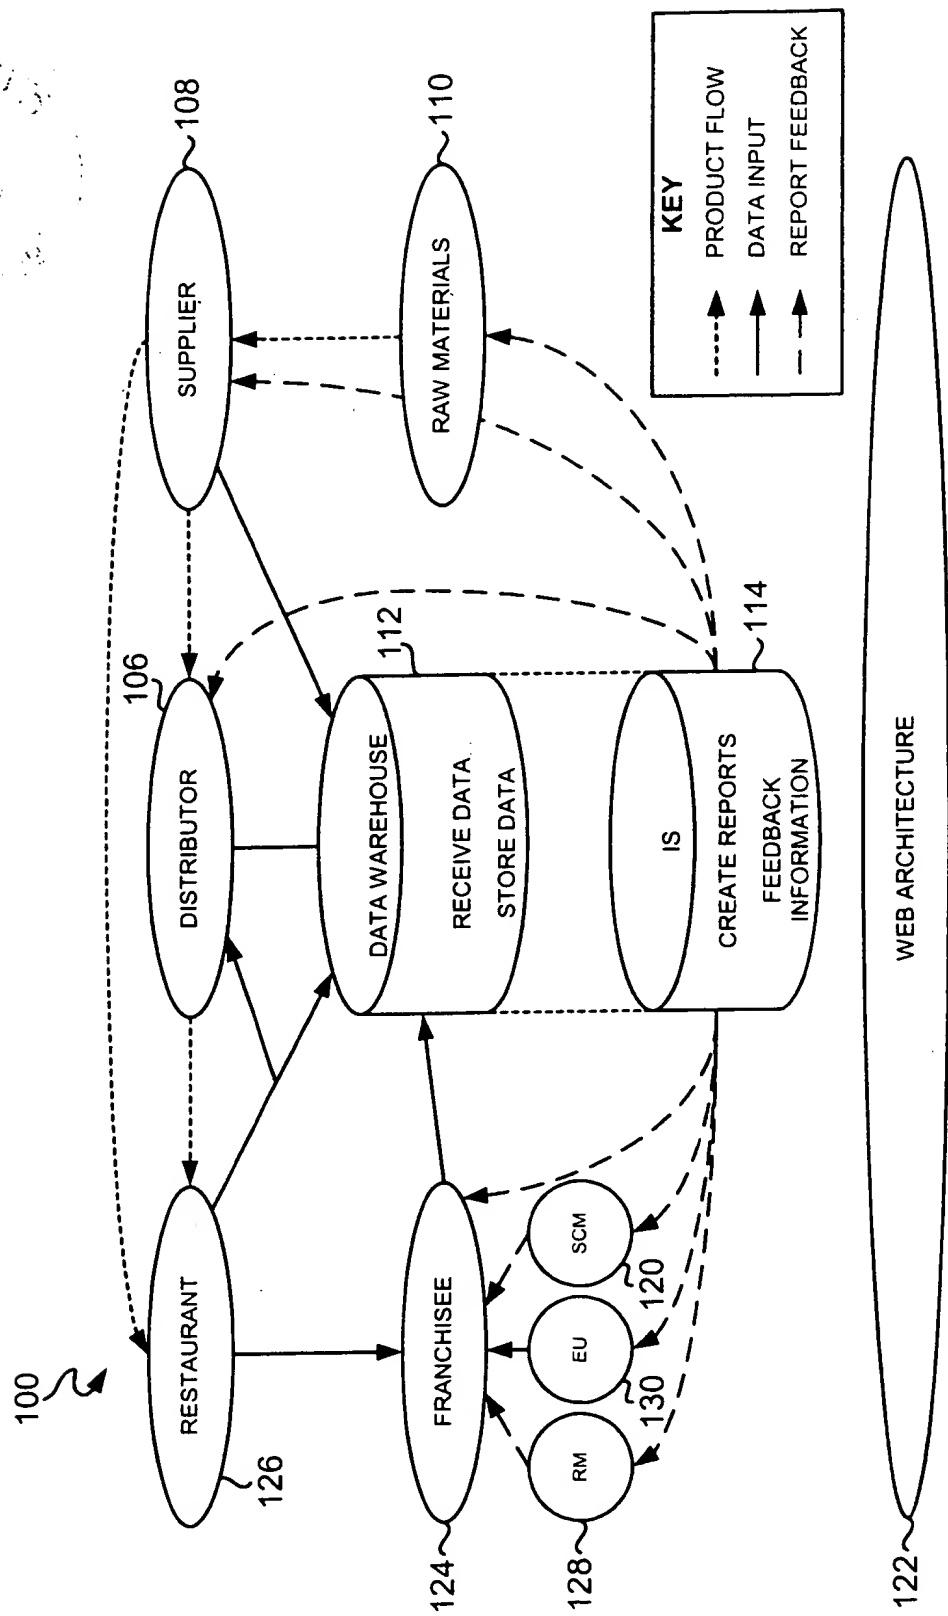 100
RESTAURANT
126
DISTRIBUTOR
106
SUPPLIER
108
FRANCHISEE
124
DATA WAREHOUSE
RECEIVE DATA
STORE DATA
112
RAW MATERIALS
110
RM
128
EU
130
SCM
120
IS
CREATE REPORTS
FEEDBACK
INFORMATION
114
KEY
PRODUCT FLOW
DATA INPUT
REPORT FEEDBACK
WEB ARCHITECTURE
122